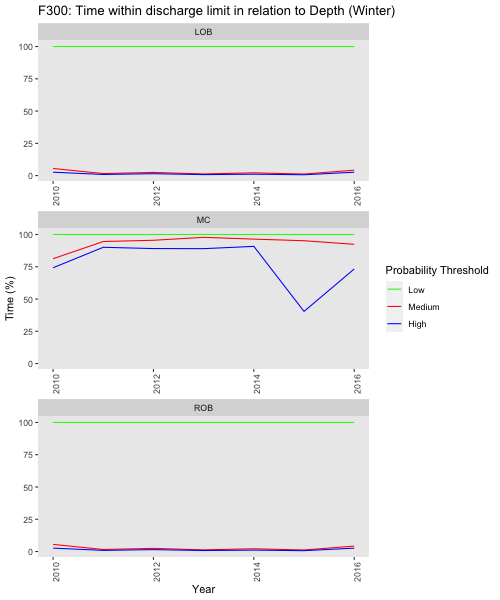 F300: Time within discharge limit in relation to Depth (Winter)
LOB
100
75
50
25
0
2010
2012
2014
2016
MC
100
75
50
25
0
2010
2012
2014
2016
Time (%)
ROB
100
75
50
25
0
2010
2012
2014
2016
Year
Probability Threshold
Low
Medium
High